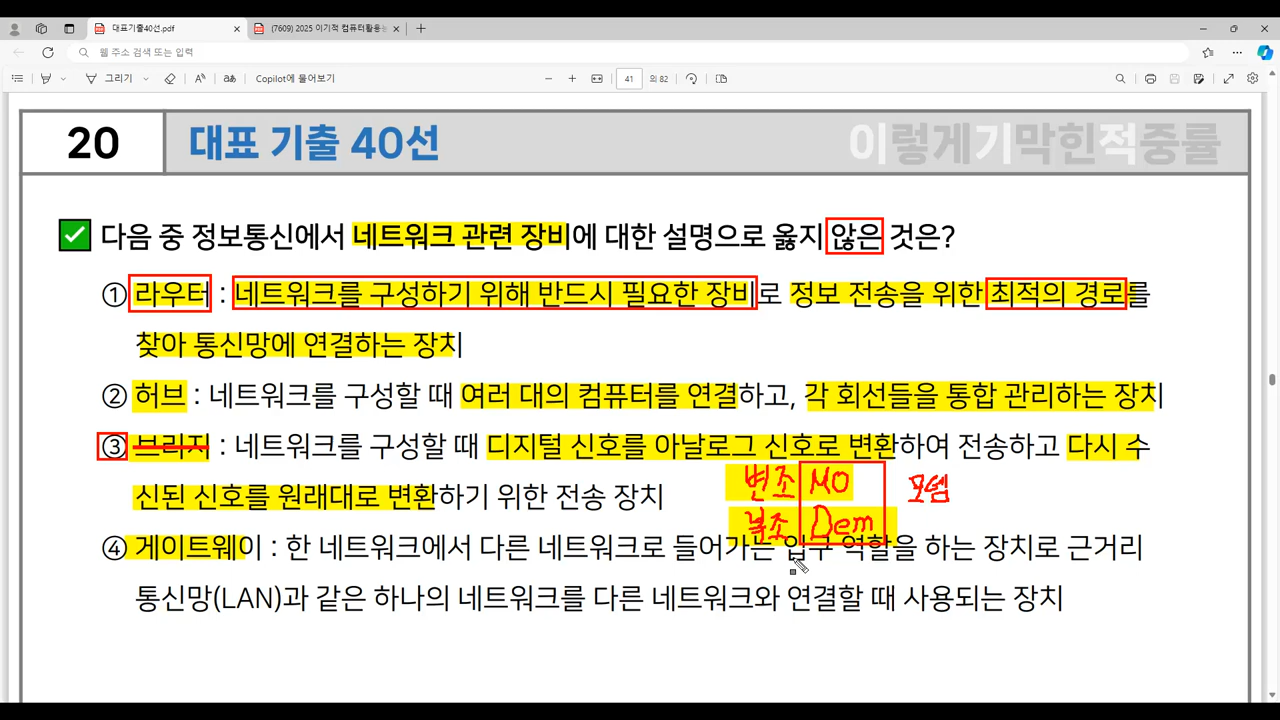 대표기출40선.pdf
(7609) 2025 이기적 컴퓨터활용능
웹 주소 검색 또는 입력
그리기
Copilot에 물어보기
41
의 82
20
대표 기출 40선
이렇게기막힌적중률
다음 중 정보통신에서 네트워크 관련 장비에 대한 설명으로 옳지 않은 것은?
① 라우터 : 네트워크를 구성하기 위해 반드시 필요한 장비로 정보 전송을 위한 최적의 경로를
찾아 통신망에 연결하는 장치
② 허브 : 네트워크를 구성할 때 여러 대의 컴퓨터를 연결하고, 각 회선들을 통합 관리하는 장치
③ 브리지 : 네트워크를 구성할 때 디지털 신호를 아날로그 신호로 변환하여 전송하고 다시 수
신된 신호를 원래대로 변환하기 위한 전송 장치
변조 MO 모뎀
복조 Dem
④ 게이트웨이 : 한 네트워크에서 다른 네트워크로 들어가는 입구 역할을 하는 장치로 근거리
통신망(LAN)과 같은 하나의 네트워크를 다른 네트워크와 연결할 때 사용되는 장치